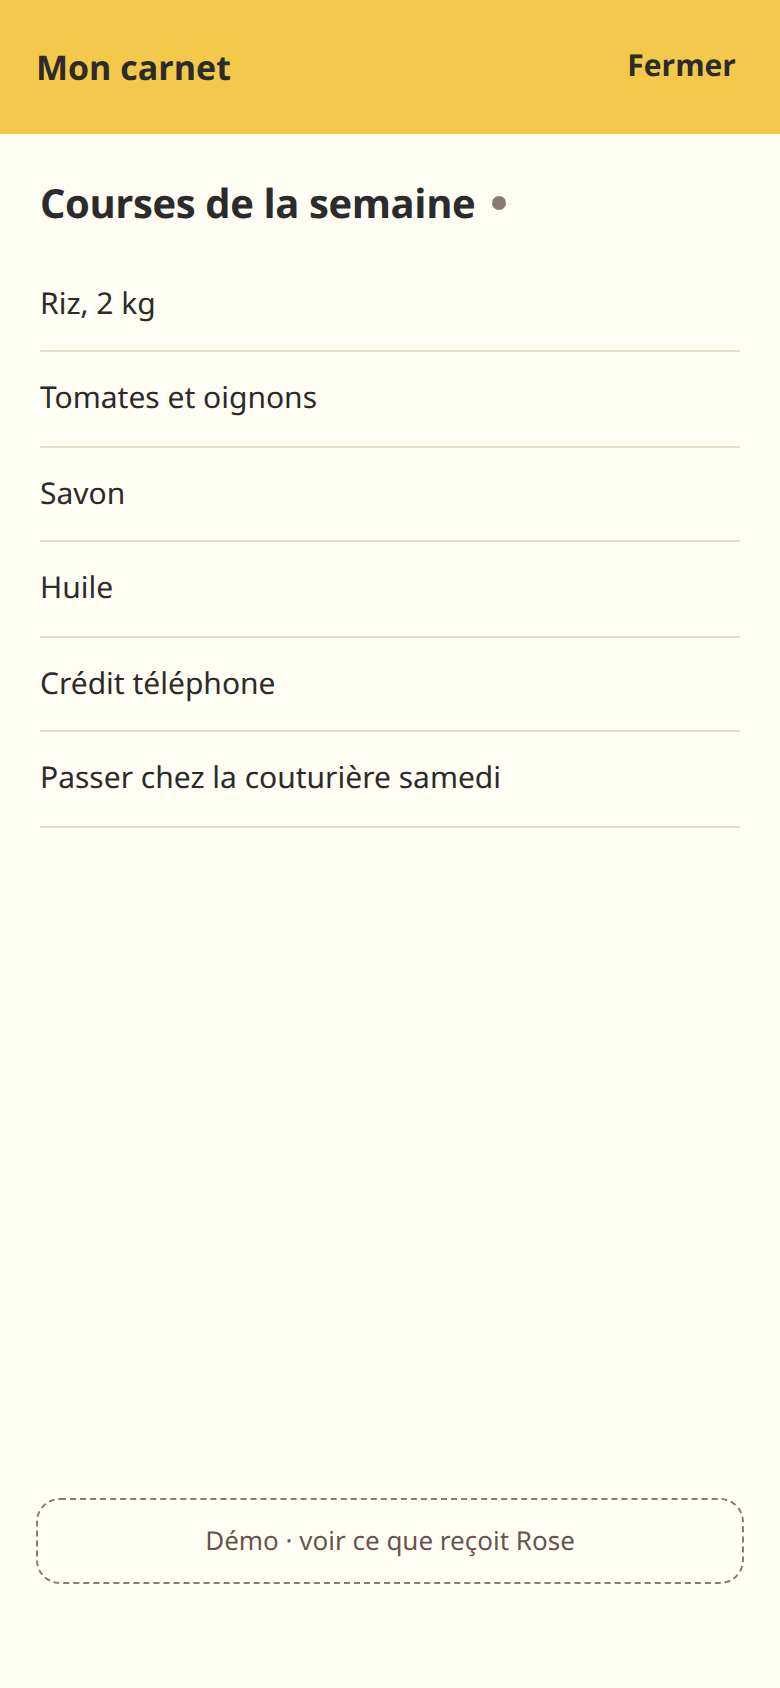 Mon carnet
Fermer
Courses de la semaine
Riz, 2 kg
Tomates et oignons
Savon
Huile
Crédit téléphone
Passer chez la couturière samedi
Démo · voir ce que reçoit Rose